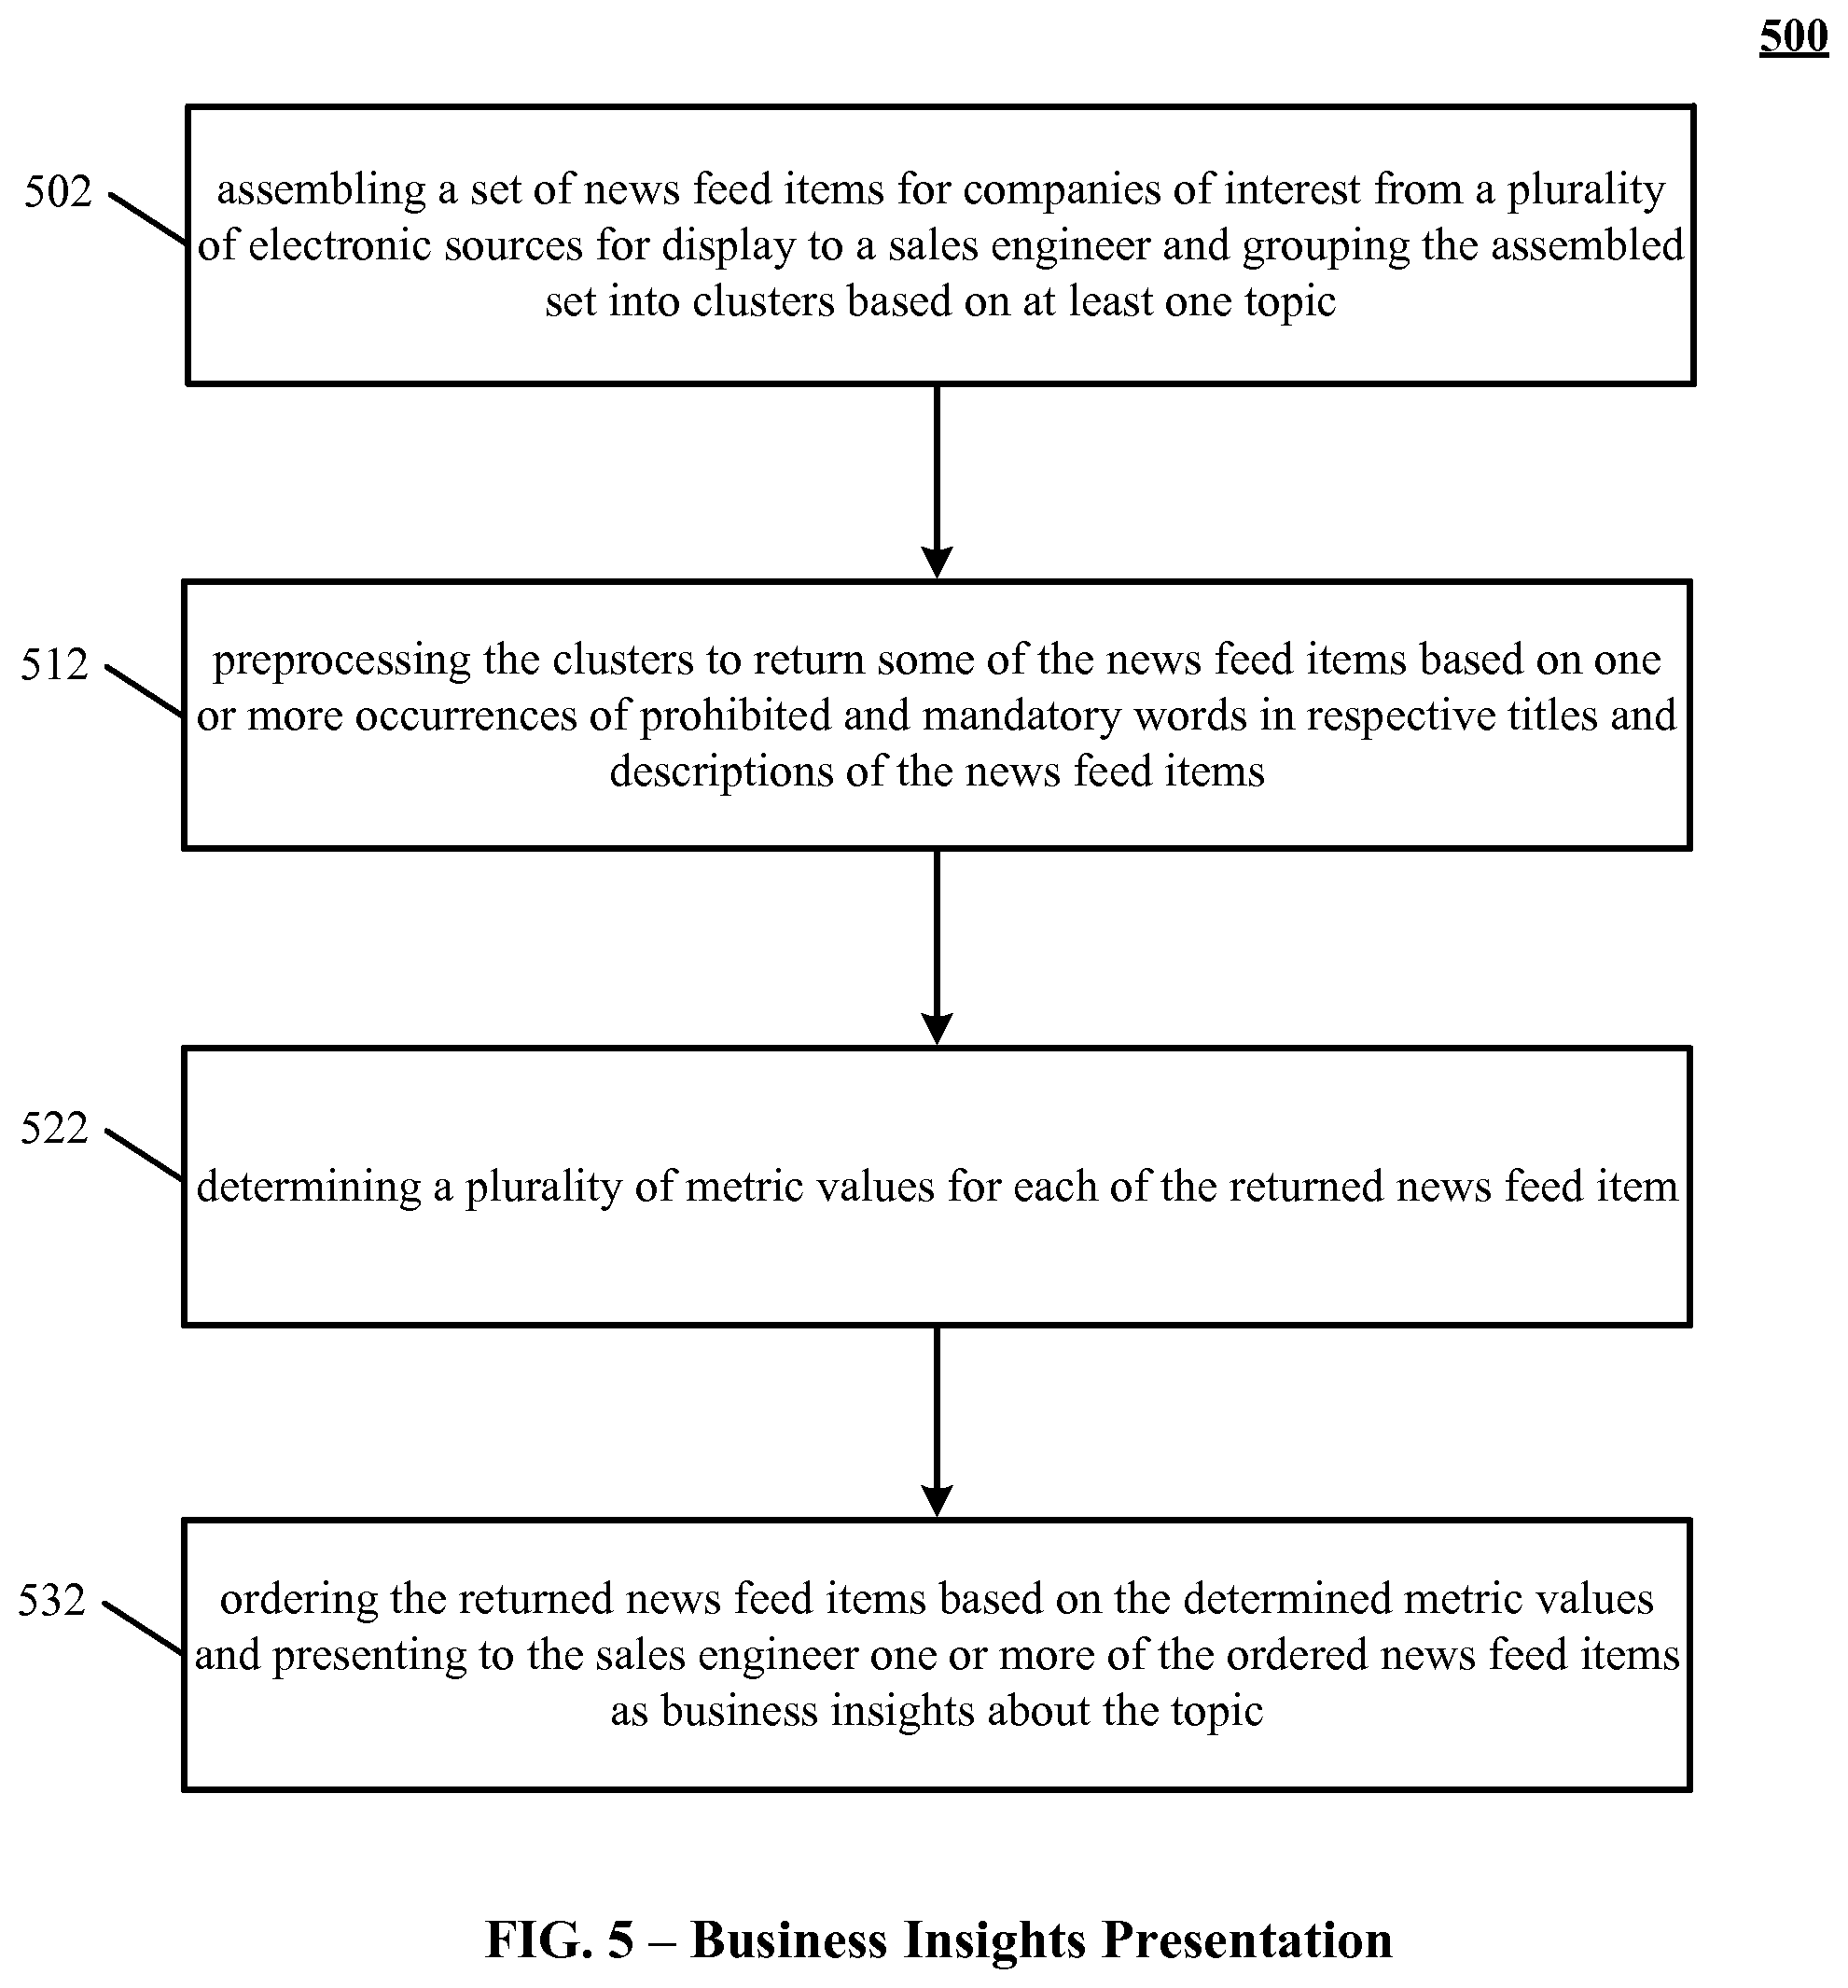 500
502
assembling a set of news feed items for companies of interest from a plurality
of electronic sources for display to a sales engineer and grouping the assembled
set into clusters based on at least one topic
512
preprocessing the clusters to return some of the news feed items based on one
or more occurrences of prohibited and mandatory words in respective titles and
descriptions of the news feed items
522
determining a plurality of metric values for each of the returned news feed item
532
ordering the returned news feed items based on the determined metric values
and presenting to the sales engineer one or more of the ordered news feed items
as business insights about the topic
FIG. 5 – Business Insights Presentation